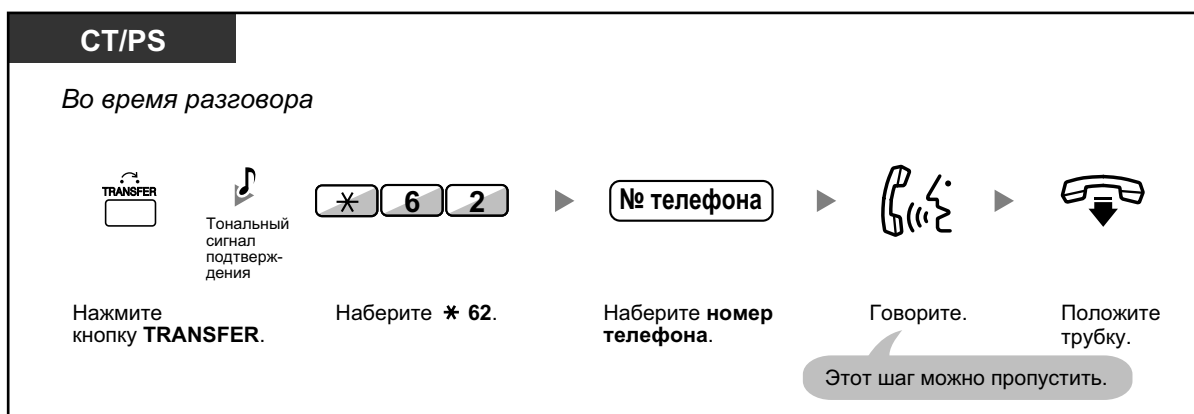 CT/PS
Во время разговора
TRANSFER
Тональный
сигнал
подтверж-
дения
* 6 2
№ телефона
Нажмите
кнопку TRANSFER.
Наберите * 62.
Наберите номер
телефона.
Говорите.
Положите
трубку.
Этот шаг можно пропустить.